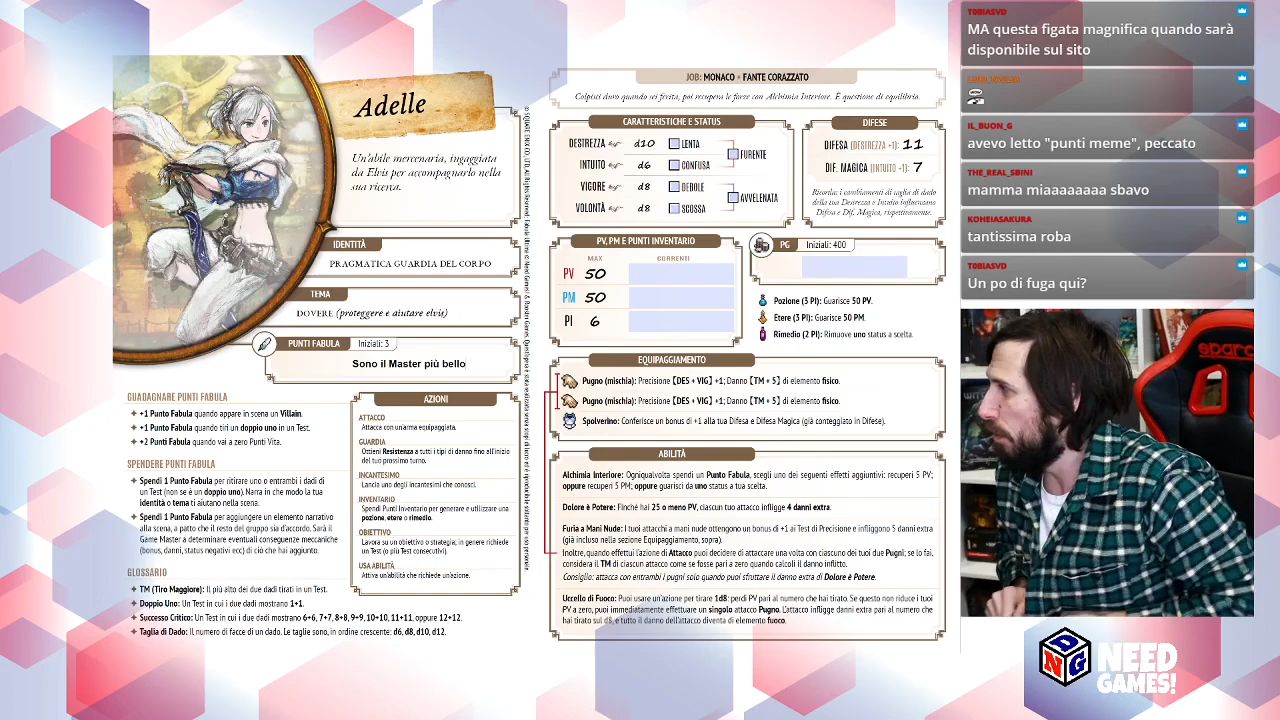 Adelle
Un'abile mercenaria, ingaggiata
da Elvis per accompagnarlo nella
sua ricerca.
IDENTITÀ
PRAGMATICA GUARDIA DEL CORPO
TEMA
DOVERE (proteggere e aiutare elvis)
PUNTI FABULA Iniziali: 3
Sono il Master più bello
GUADAGNARE PUNTI FABULA
+1 Punto Fabula quando appare in scena un Villain.
+1 Punto Fabula quando tiri un doppio uno in un Test.
+2 Punti Fabula quando vai a zero Punti Vita.
SPENDERE PUNTI FABULA
Spendi 1 Punto Fabula per ritirare uno o entrambi i dadi di
un Test (non se è un doppio uno). Narra in che modo la tua
identità o tema ti aiutano nella scena.
Spendi 1 Punto Fabula per aggiungere un elemento narrativo
alla scena, a patto che il resto del gruppo sia d'accordo. Sarà il
Game Master a determinare eventuali conseguenze meccaniche
(bonus, danni, status negativi ecc) di ciò che hai aggiunto.
GLOSSARIO
TM (Tiro Maggiore): Il più alto dei due dadi tirati in un Test.
Doppio Uno: Un Test in cui i due dadi mostrano 1+1.
Successo Critico: Un Test in cui i due dadi mostrano 6+6, 7+7, 8+8, 9+9, 10+10, 11+11, oppure 12+12.
Taglia di Dado: Il numero di facce di un dado. Le taglie sono, in ordine crescente: d6, d8, d10, d12.
AZIONI
ATTACCO
Attacca con un'arma equipaggiata.
GUARDIA
Ottieni Resistenza a tutti i tipi di danno fino all'inizio
del tuo prossimo turno.
INCANTESIMO
Lancia uno degli incantesimi che conosci.
INVENTARIO
Spendi Punti Inventario per generare e utilizzare una
pozione, etere o rimedio.
OBIETTIVO
Lavora su un obiettivo o strategia; in genere richiede
un Test (o più Test consecutivi).
USA ABILITÀ
Attiva un'abilità che richiede un'azione.
JOB: MONACO + FANTE CORAZZATO
Colpisci duro quando sei ferita, poi recupera le forze con Alchimia Interiore. È questione di equilibrio.
CARATTERISTICHE E STATUS
DESTREZZA d10 LENTA
INTUITO d6 CONFUSA
FURENTE
VIGORE d8 DEBOLE
VOLONTÀ d8 SCOSSA
AVVELENATA
DIFESE
DIFESA (DESTREZZA +1): 11
DIF. MAGICA (INTUITO +1): 7
Ricorda: i cambiamenti di taglia di dado
della tua Destrezza e Intuito influenzano
Difesa e Dif. Magica, rispettivamente.
PV, PM E PUNTI INVENTARIO
MAX CORRENTI
PV 50
PM 50
PI 6
PG Iniziali: 400
Pozione (3 PI): Guarisce 50 PV.
Etere (3 PI): Guarisce 50 PM.
Rimedio (2 PI): Rimuove uno status a scelta.
EQUIPAGGIAMENTO
Pugno (mischia): Precisione [DES + VIG] +1; Danno [TM + 5] di elemento fisico.
Pugno (mischia): Precisione [DES + VIG] +1; Danno [TM + 5] di elemento fisico.
Spolverino: Conferisce un bonus di +1 alla tua Difesa e Difesa Magica (già conteggiato in Difese).
ABILITÀ
Alchimia Interiore: Ogniqualvolta spendi un Punto Fabula, scegli uno dei seguenti effetti aggiuntivi: recuperi 5 PV;
oppure recuperi 5 PM; oppure guarisci da uno status a tua scelta.
Dolore è Potere: Finché hai 25 o meno PV, ciascun tuo attacco infligge 4 danni extra.
Furia a Mani Nude: I tuoi attacchi a mani nude ottengono un bonus di +1 ai Test di Precisione e infliggono 5 danni extra
(già incluso nella sezione Equipaggiamento, sopra).
Inoltre, quando effettui l'azione di Attacco puoi decidere di attaccare una volta con ciascuno dei tuoi due Pugni; se lo fai,
considera il TM di ciascun attacco come se fosse pari a zero quando calcoli il danno inflitto.
Consiglio: attacca con entrambi i pugni solo quando puoi sfruttare il danno extra di Dolore è Potere.
Uccello di Fuoco: Puoi usare un'azione per tirare 1d8: perdi PV pari al numero che hai tirato. Se questo non riduce i tuoi
PV a zero, puoi immediatamente effettuare un singolo attacco Pugno. L'attacco infligge danni extra pari al numero che
hai tirato sul d8, e tutto il danno dell'attacco diventa di elemento fuoco.
T0BIASVD
MA questa figata magnifica quando sarà
disponibile sul sito
IL_BUON_G
avevo letto "punti meme", peccato
THE_REAL_SBINI
mamma miaaaaaaaa sbavo
KOHEIASAKURA
tantissima roba
T0BIASVD
Un po di fuga qui?
sparco
NG
NEED
GAMES!